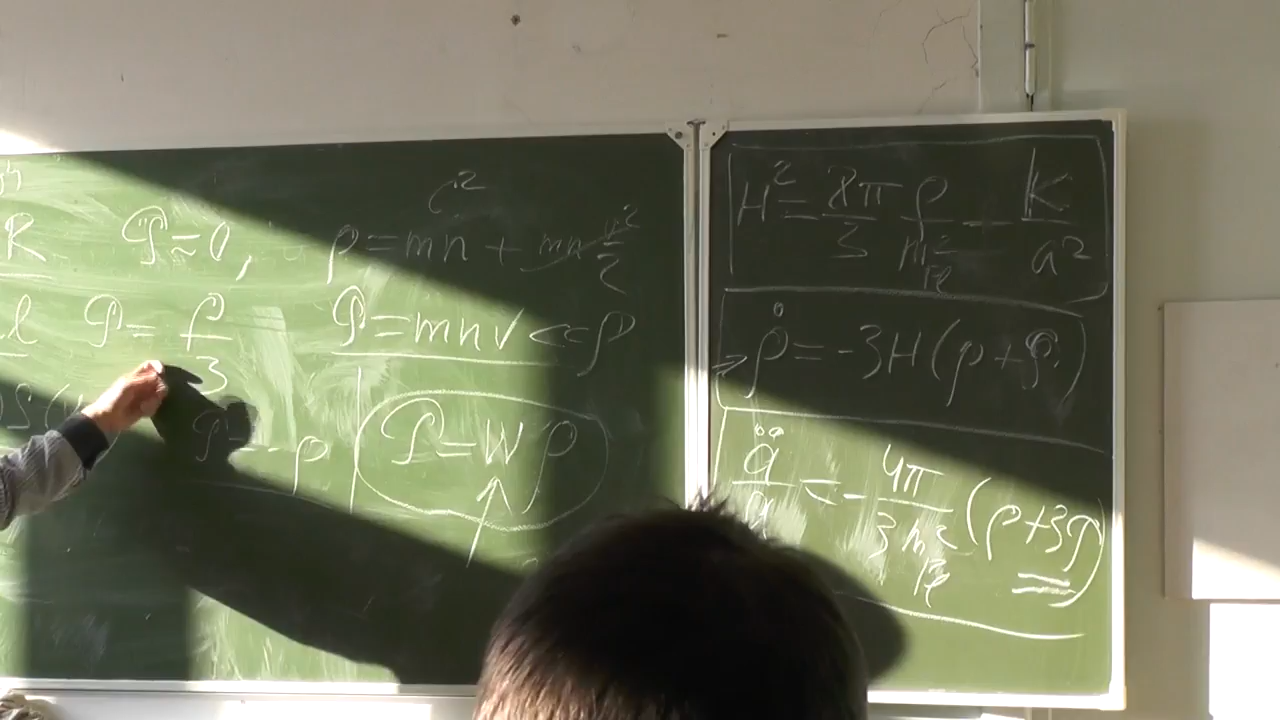 c²
R 𝒫 ≈ 0, ρ = mn + mn v²/2
l 𝒫 = ρ/3 𝒫 = mnv << ρ
𝒫 = -ρ 𝒫 = Wρ
H² = 8π/3 ρ/m²Pl - K/a²
ρ̇ = -3H(ρ + 𝒫)
ä/a = - 4π/3m²Pl (ρ + 3𝒫)